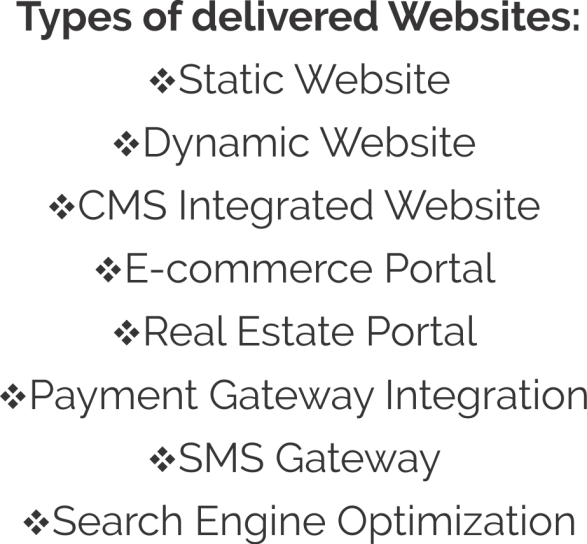 Types of delivered Websites:
❖Static Website
❖Dynamic Website
❖CMS Integrated Website
❖E-commerce Portal
❖Real Estate Portal
❖Payment Gateway Integration
❖SMS Gateway
❖Search Engine Optimization